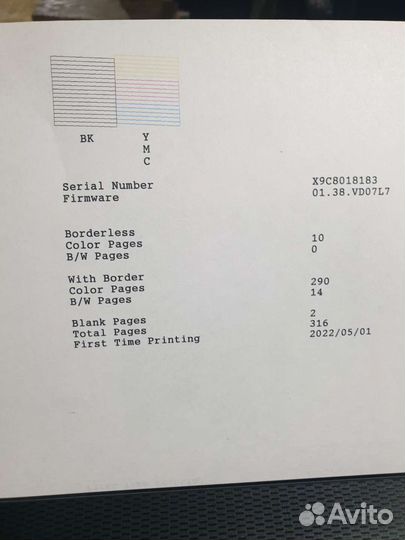 BK
Y
M
C
Serial Number X9C8018183
Firmware 01.38.VD07L7
Borderless
Color Pages 10
B/W Pages 0
With Border
Color Pages 290
B/W Pages 14
Blank Pages 2
Total Pages 316
First Time Printing 2022/05/01
Avito